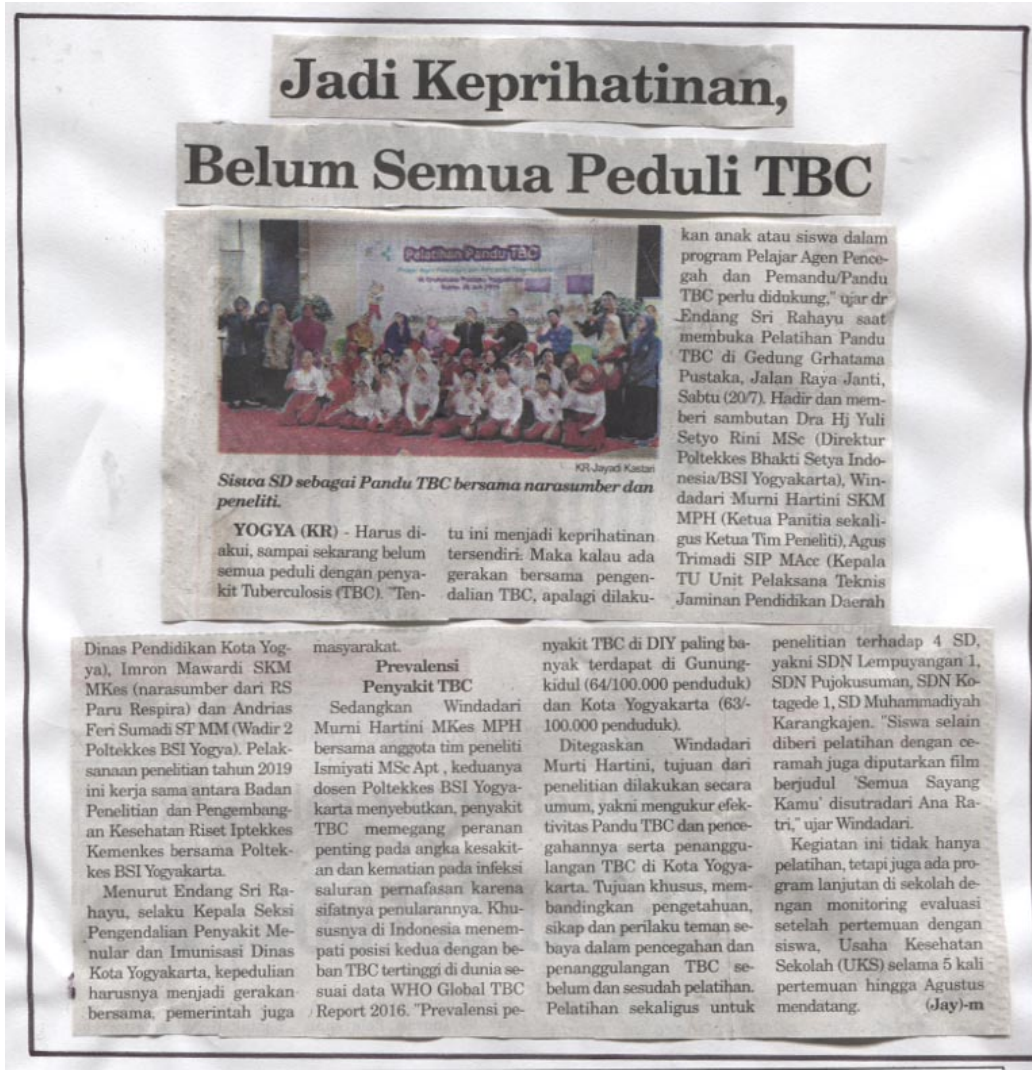 Jadi Keprihatinan,
Belum Semua Peduli TBC
Pelatihan Pandu TBC
KR-Jayadi Kastari
Siswa SD sebagai Pandu TBC bersama narasumber dan
peneliti.
YOGYA (KR) - Harus di-
akui, sampai sekarang belum
semua peduli dengan penya-
kit Tuberculosis (TBC). "Ten-
tu ini menjadi keprihatinan
tersendiri. Maka kalau ada
gerakan bersama pengen-
dalian TBC, apalagi dilaku-
kan anak atau siswa dalam
program Pelajar Agen Pence-
gah dan Pemandu/Pandu
TBC perlu didukung," ujar dr
Endang Sri Rahayu saat
membuka Pelatihan Pandu
TBC di Gedung Grhatama
Pustaka, Jalan Raya Janti,
Sabtu (20/7). Hadir dan mem-
beri sambutan Dra Hj Yuli
Setyo Rini MSc (Direktur
Poltekkes Bhakti Setya Indo-
nesia/BSI Yogyakarta), Win-
dadari Murni Hartini SKM
MPH (Ketua Panitia sekali-
gus Ketua Tim Peneliti), Agus
Trimadi SIP MAcc (Kepala
TU Unit Pelaksana Teknis
Jaminan Pendidikan Daerah
Dinas Pendidikan Kota Yog-
ya), Imron Mawardi SKM
MKes (narasumber dari RS
Paru Respira) dan Andrias
Feri Sumadi ST MM (Wadir 2
Poltekkes BSI Yogya). Pelak-
sanaan penelitian tahun 2019
ini kerja sama antara Badan
Penelitian dan Pengembang-
an Kesehatan Riset Iptekkes
Kemenkes bersama Poltek-
kes BSI Yogyakarta.
Menurut Endang Sri Ra-
hayu, selaku Kepala Seksi
Pengendalian Penyakit Me-
nular dan Imunisasi Dinas
Kota Yogyakarta, kepedulian
harusnya menjadi gerakan
bersama, pemerintah juga
masyarakat.
Prevalensi
Penyakit TBC
Sedangkan Windadari
Murni Hartini MKes MPH
bersama anggota tim peneliti
Ismiyati MSc Apt , keduanya
dosen Poltekkes BSI Yogya-
karta menyebutkan, penyakit
TBC memegang peranan
penting pada angka kesakit-
an dan kematian pada infeksi
saluran pernafasan karena
sifatnya penularannya. Khu-
susnya di Indonesia menem-
pati posisi kedua dengan be-
ban TBC tertinggi di dunia se-
suai data WHO Global TBC
Report 2016. "Prevalensi pe-
nyakit TBC di DIY paling ba-
nyak terdapat di Gunung-
kidul (64/100.000 penduduk)
dan Kota Yogyakarta (63/-
100.000 penduduk).
Ditegaskan Windadari
Murti Hartini, tujuan dari
penelitian dilakukan secara
umum, yakni mengukur efek-
tivitas Pandu TBC dan pence-
gahannya serta penanggu-
langan TBC di Kota Yogya-
karta. Tujuan khusus, mem-
bandingkan pengetahuan,
sikap dan perilaku teman se-
baya dalam pencegahan dan
penanggulangan TBC se-
belum dan sesudah pelatihan.
Pelatihan sekaligus untuk
penelitian terhadap 4 SD,
yakni SDN Lempuyangan 1,
SDN Pujokusuman, SDN Ko-
tagede 1, SD Muhammadiyah
Karangkajen. "Siswa selain
diberi pelatihan dengan ce-
ramah juga diputarkan film
berjudul 'Semua Sayang
Kamu' disutradari Ana Ra-
tri," ujar Windadari.
Kegiatan ini tidak hanya
pelatihan, tetapi juga ada pro-
gram lanjutan di sekolah de-
ngan monitoring evaluasi
setelah pertemuan dengan
siswa, Usaha Kesehatan
Sekolah (UKS) selama 5 kali
pertemuan hingga Agustus
mendatang. (Jay)-m